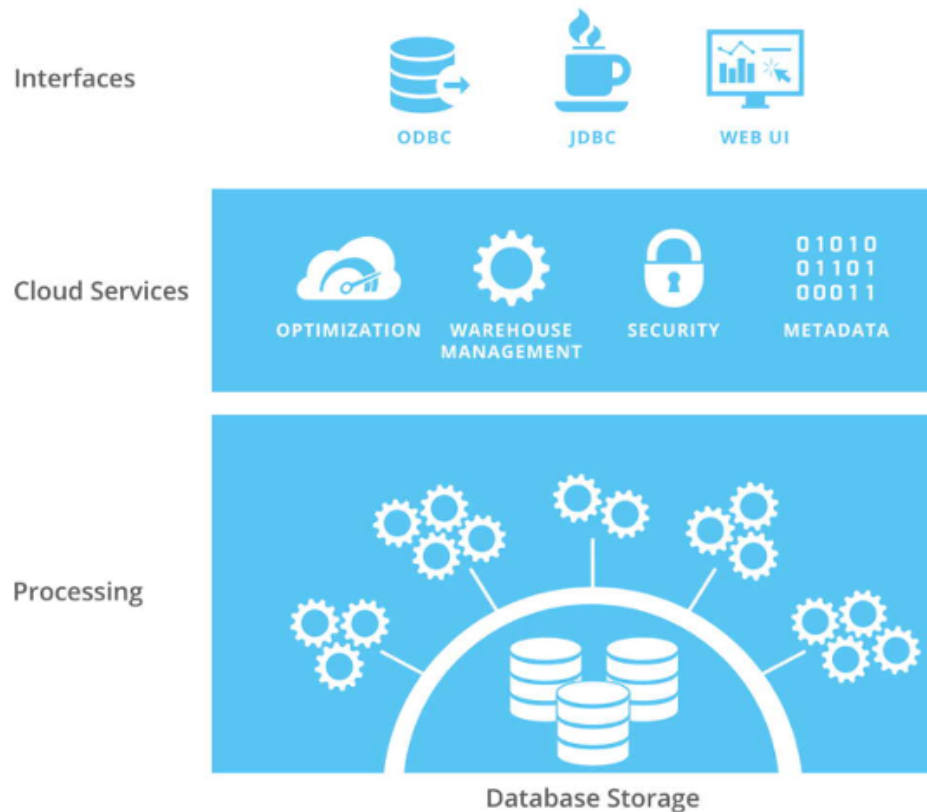 Interfaces
ODBC
JDBC
WEB UI
Cloud Services
OPTIMIZATION
WAREHOUSE
MANAGEMENT
SECURITY
01010
01101
00011
METADATA
Processing
Database Storage